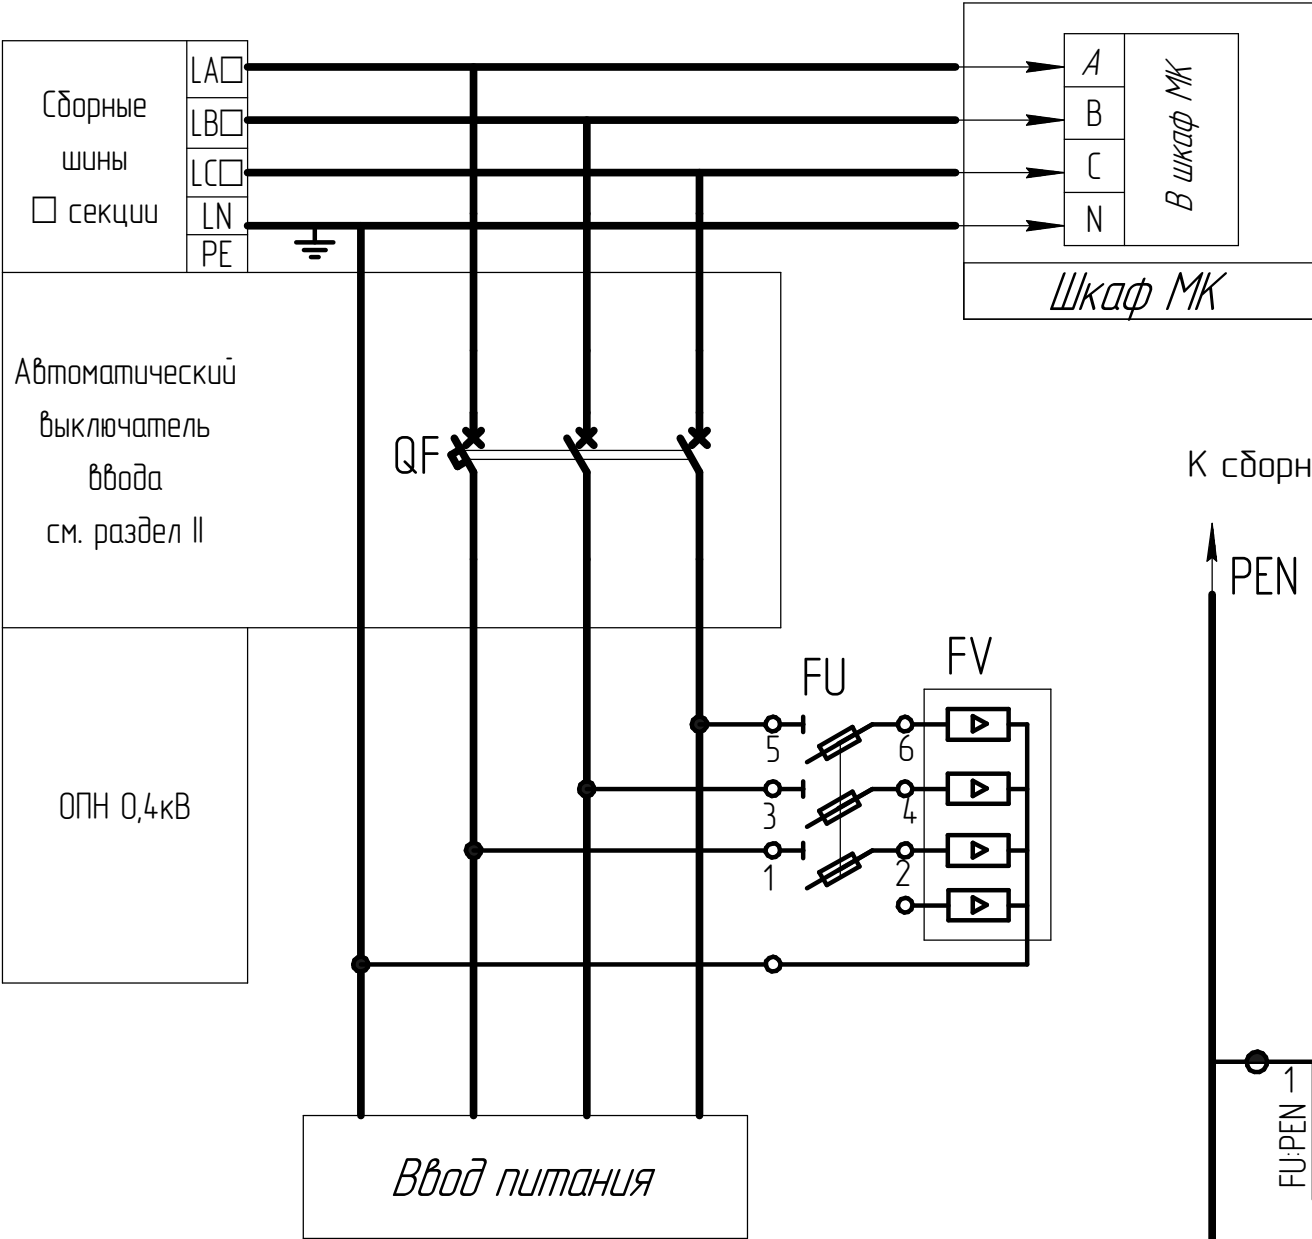 Сборные
шины
□ секции
LA□
LB□
LC□
LN
PE
A
B
C
N
В шкаф МК
Шкаф МК
Автоматический
выключатель
ввода
см. раздел II
QF
К сборн
PEN
ОПН 0,4кВ
FU
FV
5
6
3
4
1
2
1
FU:PEN
Ввод питания